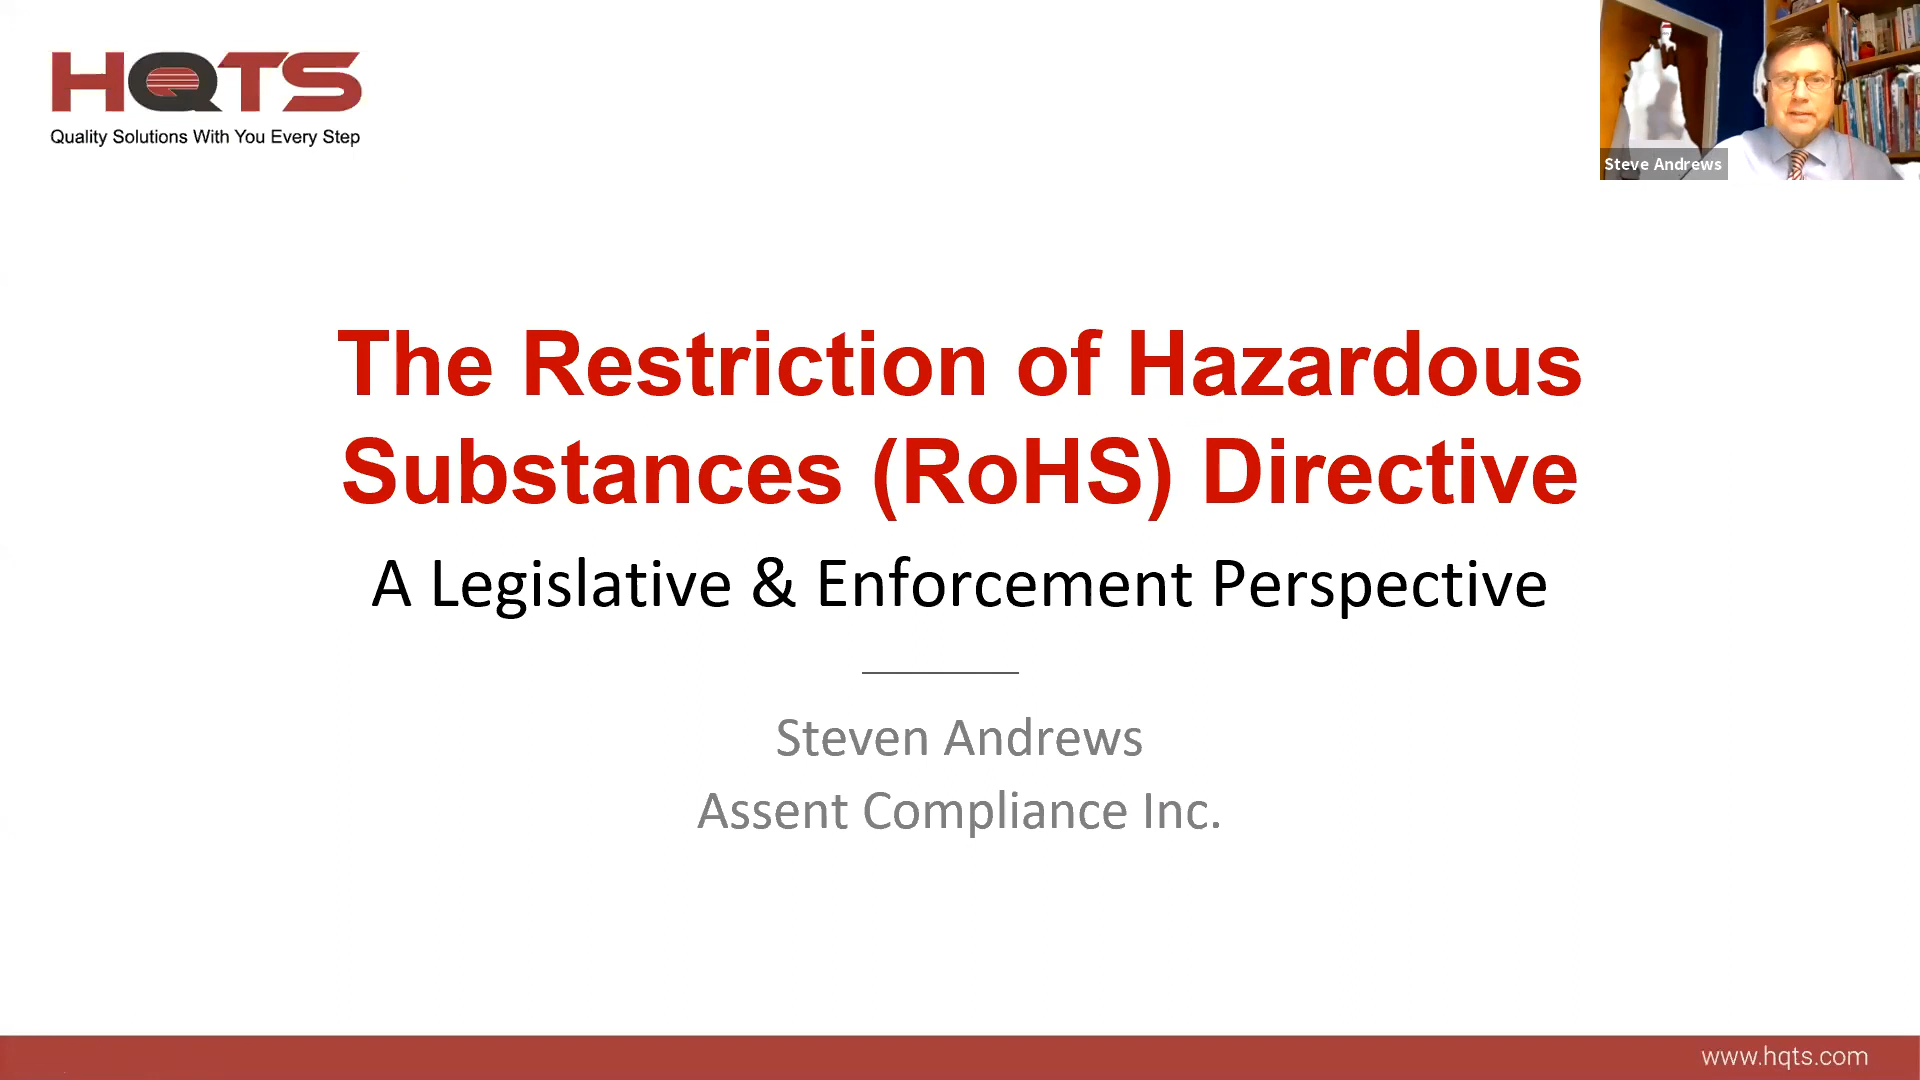 HQTS
Quality Solutions With You Every Step
Steve Andrews
The Restriction of Hazardous
Substances (RoHS) Directive
A Legislative & Enforcement Perspective
Steven Andrews
Assent Compliance Inc.
www.hqts.com